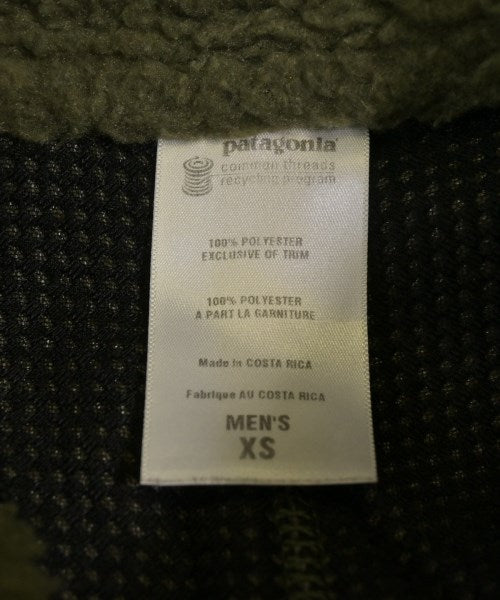 patagonia
common threads
recycling program
100% POLYESTER
EXCLUSIVE OF TRIM
100% POLYESTER
À PART LA GARNITURE
Made in COSTA RICA
Fabrique AU COSTA RICA
MEN'S
XS